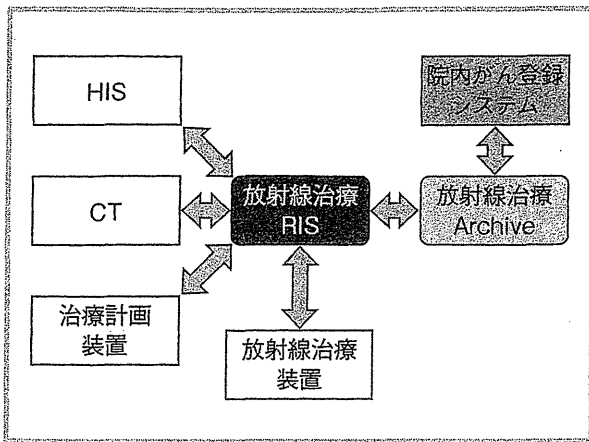 HIS
院内がん登録
システム
CT
放射線治療
RIS
放射線治療
Archive
治療計画
装置
放射線治療
装置